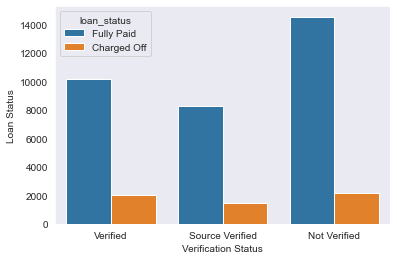 loan_status
Fully Paid
Charged Off
14000
12000
10000
8000
6000
4000
2000
0
Loan Status
Verified
Source Verified
Not Verified
Verification Status